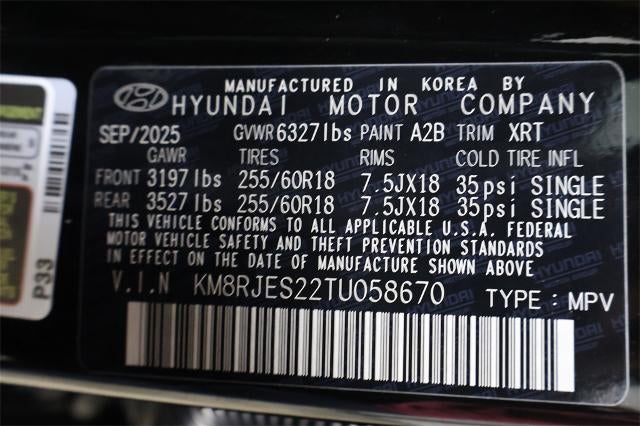 MANUFACTURED IN KOREA BY
HYUNDAI MOTOR COMPANY
SEP/2025 GVWR 6327lbs PAINT A2B TRIM XRT
GAWR TIRES RIMS COLD TIRE INFL
FRONT 3197lbs 255/60R18 7.5JX18 35psi SINGLE
REAR 3527lbs 255/60R18 7.5JX18 35psi SINGLE
THIS VEHICLE CONFORMS TO ALL APPLICABLE U.S.A. FEDERAL
MOTOR VEHICLE SAFETY AND THEFT PREVENTION STANDARDS
IN EFFECT ON THE DATE OF MANUFACTURE SHOWN ABOVE
V.I.N KM8RJES22TU058670 TYPE : MPV
P33